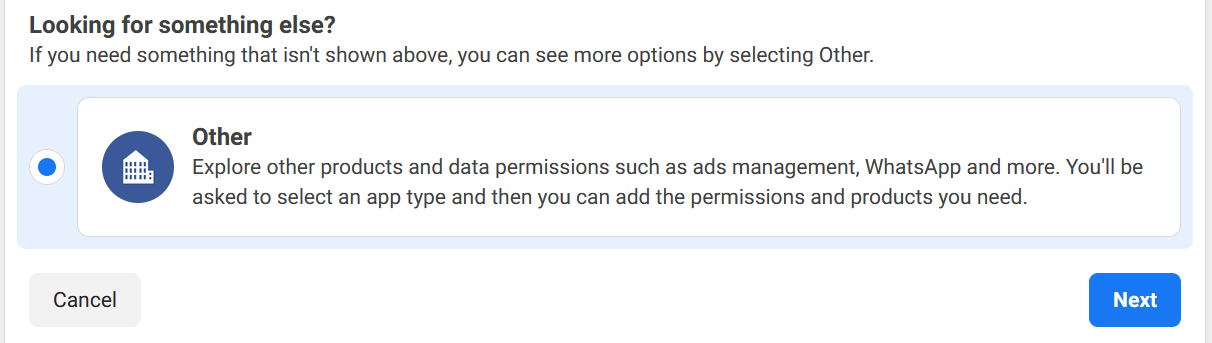 Looking for something else?
If you need something that isn't shown above, you can see more options by selecting Other.
Other
Explore other products and data permissions such as ads management, WhatsApp and more. You'll be
asked to select an app type and then you can add the permissions and products you need.
Cancel
Next